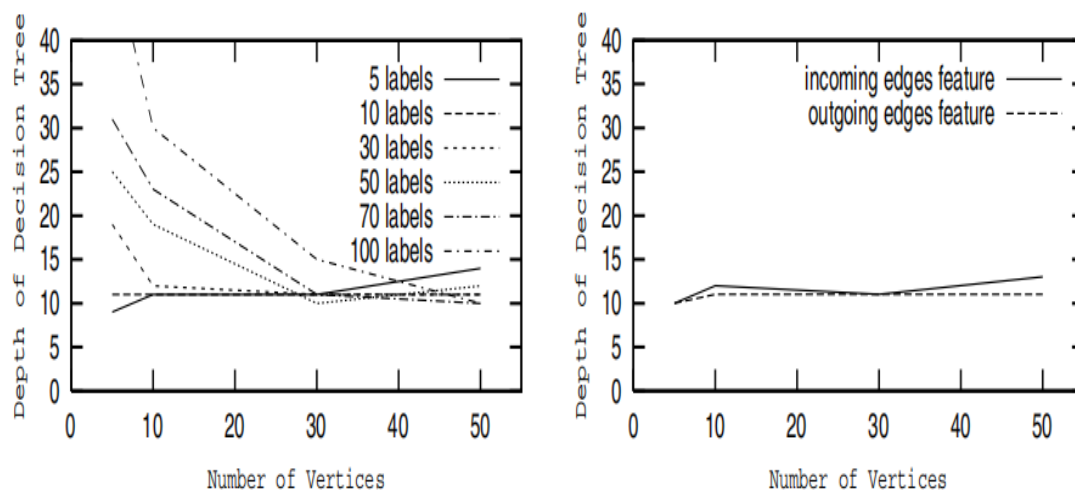 Depth of Decision Tree
40
35
30
25
20
15
10
5
0
5 labels
10 labels
30 labels
50 labels
70 labels
100 labels
0 10 20 30 40 50
Number of Vertices
Depth of Decision Tree
40
35
30
25
20
15
10
5
0
incoming edges feature
outgoing edges feature
0 10 20 30 40 50
Number of Vertices